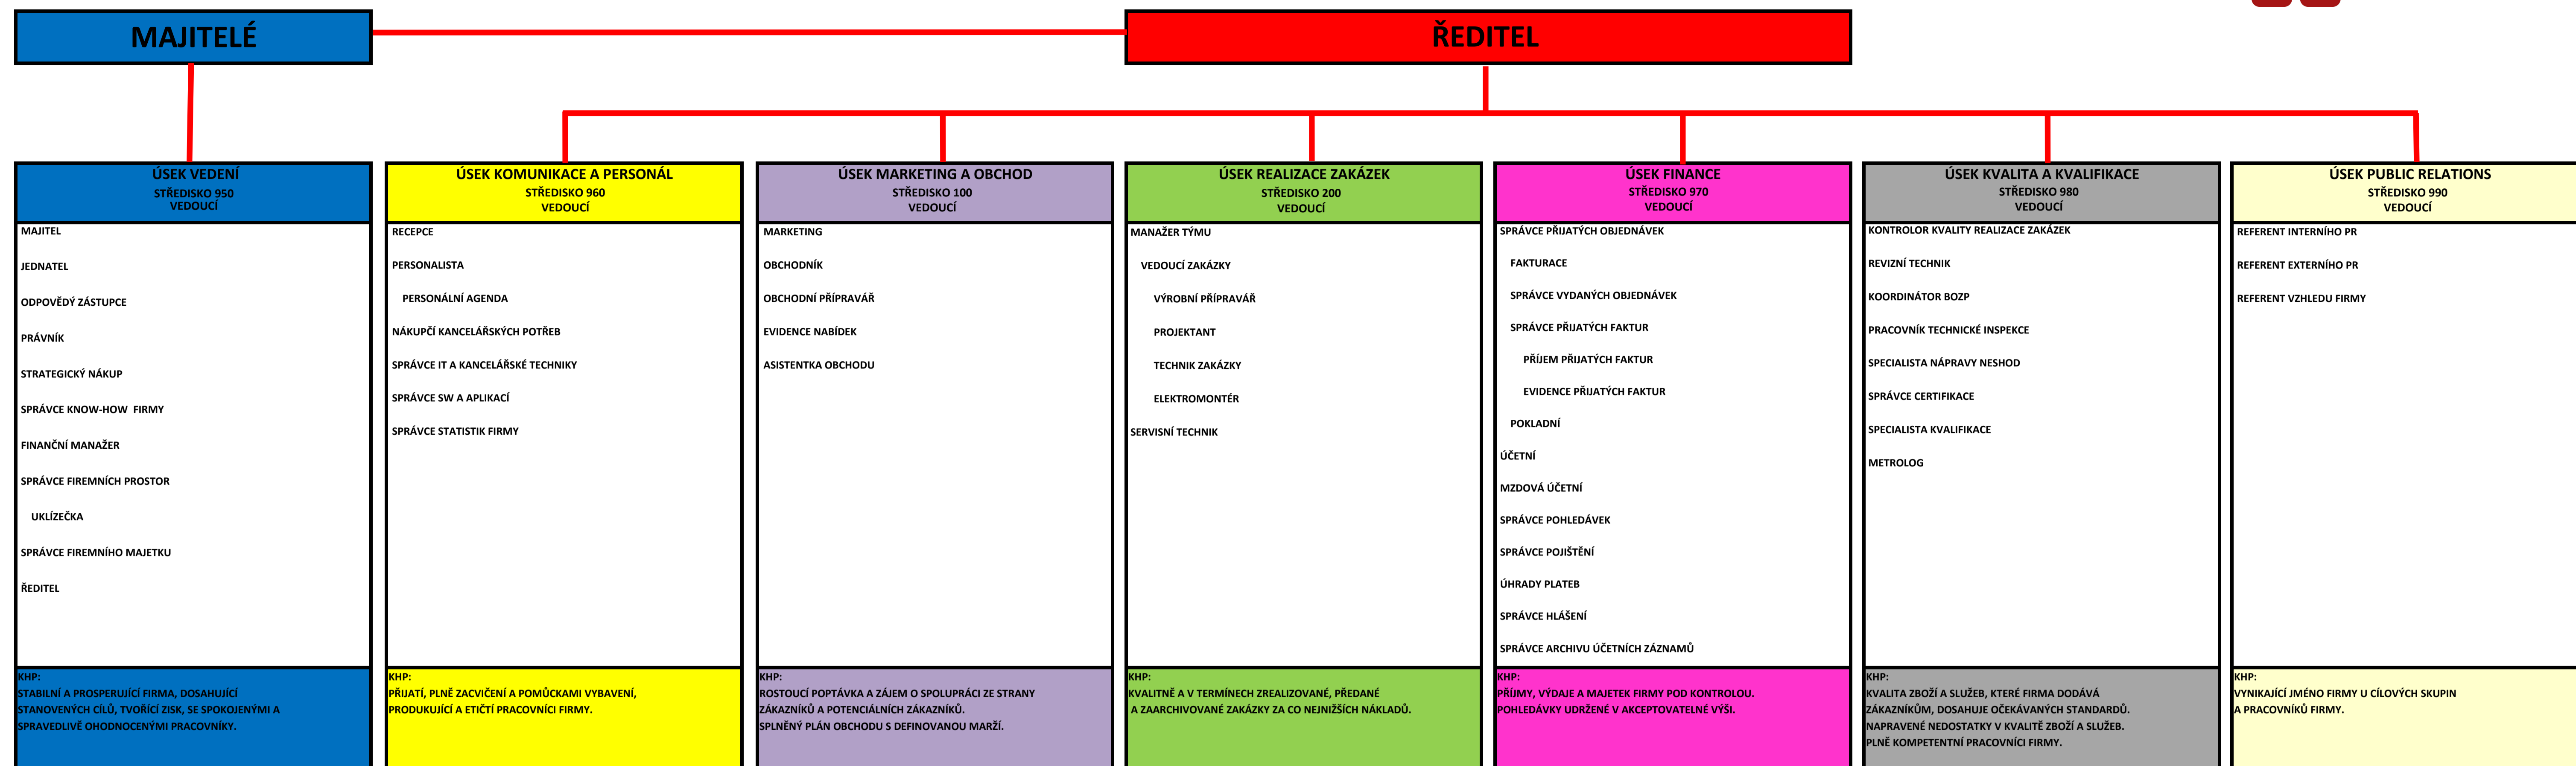 MAJITELÉ
ŘEDITEL
ÚSEK VEDENÍ
STŘEDISKO 950
VEDOUCÍ
MAJITEL
JEDNATEL
ODPOVĚDÝ ZÁSTUPCE
PRÁVNÍK
STRATEGICKÝ NÁKUP
SPRÁVCE KNOW-HOW FIRMY
FINANČNÍ MANAŽER
SPRÁVCE FIREMNÍCH PROSTOR
UKLÍZEČKA
SPRÁVCE FIREMNÍHO MAJETKU
ŘEDITEL
KHP:
STABILNÍ A PROSPERUJÍCÍ FIRMA, DOSAHUJÍCÍ
STANOVENÝCH CÍLŮ, TVOŘÍCÍ ZISK, SE SPOKOJENÝMI A
SPRAVEDLIVĚ OHODNOCENÝMI PRACOVNÍKY.
ÚSEK KOMUNIKACE A PERSONÁL
STŘEDISKO 960
VEDOUCÍ
RECEPCE
PERSONALISTA
PERSONÁLNÍ AGENDA
NÁKUPČÍ KANCELÁŘSKÝCH POTŘEB
SPRÁVCE IT A KANCELÁŘSKÉ TECHNIKY
SPRÁVCE SW A APLIKACÍ
SPRÁVCE STATISTIK FIRMY
KHP:
PŘIJATÍ, PLNĚ ZACVIČENÍ A POMŮCKAMI VYBAVENÍ,
PRODUKUJÍCÍ A ETIČTÍ PRACOVNÍCI FIRMY.
ÚSEK MARKETING A OBCHOD
STŘEDISKO 100
VEDOUCÍ
MARKETING
OBCHODNÍK
OBCHODNÍ PŘÍPRAVÁŘ
EVIDENCE NABÍDEK
ASISTENTKA OBCHODU
KHP:
ROSTOUCÍ POPTÁVKA A ZÁJEM O SPOLUPRÁCI ZE STRANY
ZÁKAZNÍKŮ A POTENCIÁLNÍCH ZÁKAZNÍKŮ.
SPLNĚNÝ PLÁN OBCHODU S DEFINOVANOU MARŽÍ.
ÚSEK REALIZACE ZAKÁZEK
STŘEDISKO 200
VEDOUCÍ
MANAŽER TÝMU
VEDOUCÍ ZAKÁZKY
VÝROBNÍ PŘÍPRAVÁŘ
PROJEKTANT
TECHNIK ZAKÁZKY
ELEKTROMONTÉR
SERVISNÍ TECHNIK
KHP:
KVALITNĚ A V TERMÍNECH ZREALIZOVANÉ, PŘEDANÉ
A ZAARCHIVOVANÉ ZAKÁZKY ZA CO NEJNIŽŠÍCH NÁKLADŮ.
ÚSEK FINANCE
STŘEDISKO 970
VEDOUCÍ
SPRÁVCE PŘIJATÝCH OBJEDNÁVEK
FAKTURACE
SPRÁVCE VYDANÝCH OBJEDNÁVEK
SPRÁVCE PŘIJATÝCH FAKTUR
PŘÍJEM PŘIJATÝCH FAKTUR
EVIDENCE PŘIJATÝCH FAKTUR
POKLADNÍ
ÚČETNÍ
MZDOVÁ ÚČETNÍ
SPRÁVCE POHLEDÁVEK
SPRÁVCE POJIŠTĚNÍ
ÚHRADY PLATEB
SPRÁVCE HLÁŠENÍ
SPRÁVCE ARCHIVU ÚČETNÍCH ZÁZNAMŮ
KHP:
PŘÍJMY, VÝDAJE A MAJETEK FIRMY POD KONTROLOU.
POHLEDÁVKY UDRŽENÉ V AKCEPTOVATELNÉ VÝŠI.
ÚSEK KVALITA A KVALIFIKACE
STŘEDISKO 980
VEDOUCÍ
KONTROLOR KVALITY REALIZACE ZAKÁZEK
REVIZNÍ TECHNIK
KOORDINÁTOR BOZP
PRACOVNÍK TECHNICKÉ INSPEKCE
SPECIALISTA NÁPRAVY NESHOD
SPRÁVCE CERTIFIKACE
SPECIALISTA KVALIFIKACE
METROLOG
KHP:
KVALITA ZBOŽÍ A SLUŽEB, KTERÉ FIRMA DODÁVÁ
ZÁKAZNÍKŮM, DOSAHUJE OČEKÁVANÝCH STANDARDŮ.
NAPRAVENÉ NEDOSTATKY V KVALITĚ ZBOŽÍ A SLUŽEB.
PLNĚ KOMPETENTNÍ PRACOVNÍCI FIRMY.
ÚSEK PUBLIC RELATIONS
STŘEDISKO 990
VEDOUCÍ
REFERENT INTERNÍHO PR
REFERENT EXTERNÍHO PR
REFERENT VZHLEDU FIRMY
KHP:
VYNIKAJÍCÍ JMÉNO FIRMY U CÍLOVÝCH SKUPIN
A PRACOVNÍKŮ FIRMY.